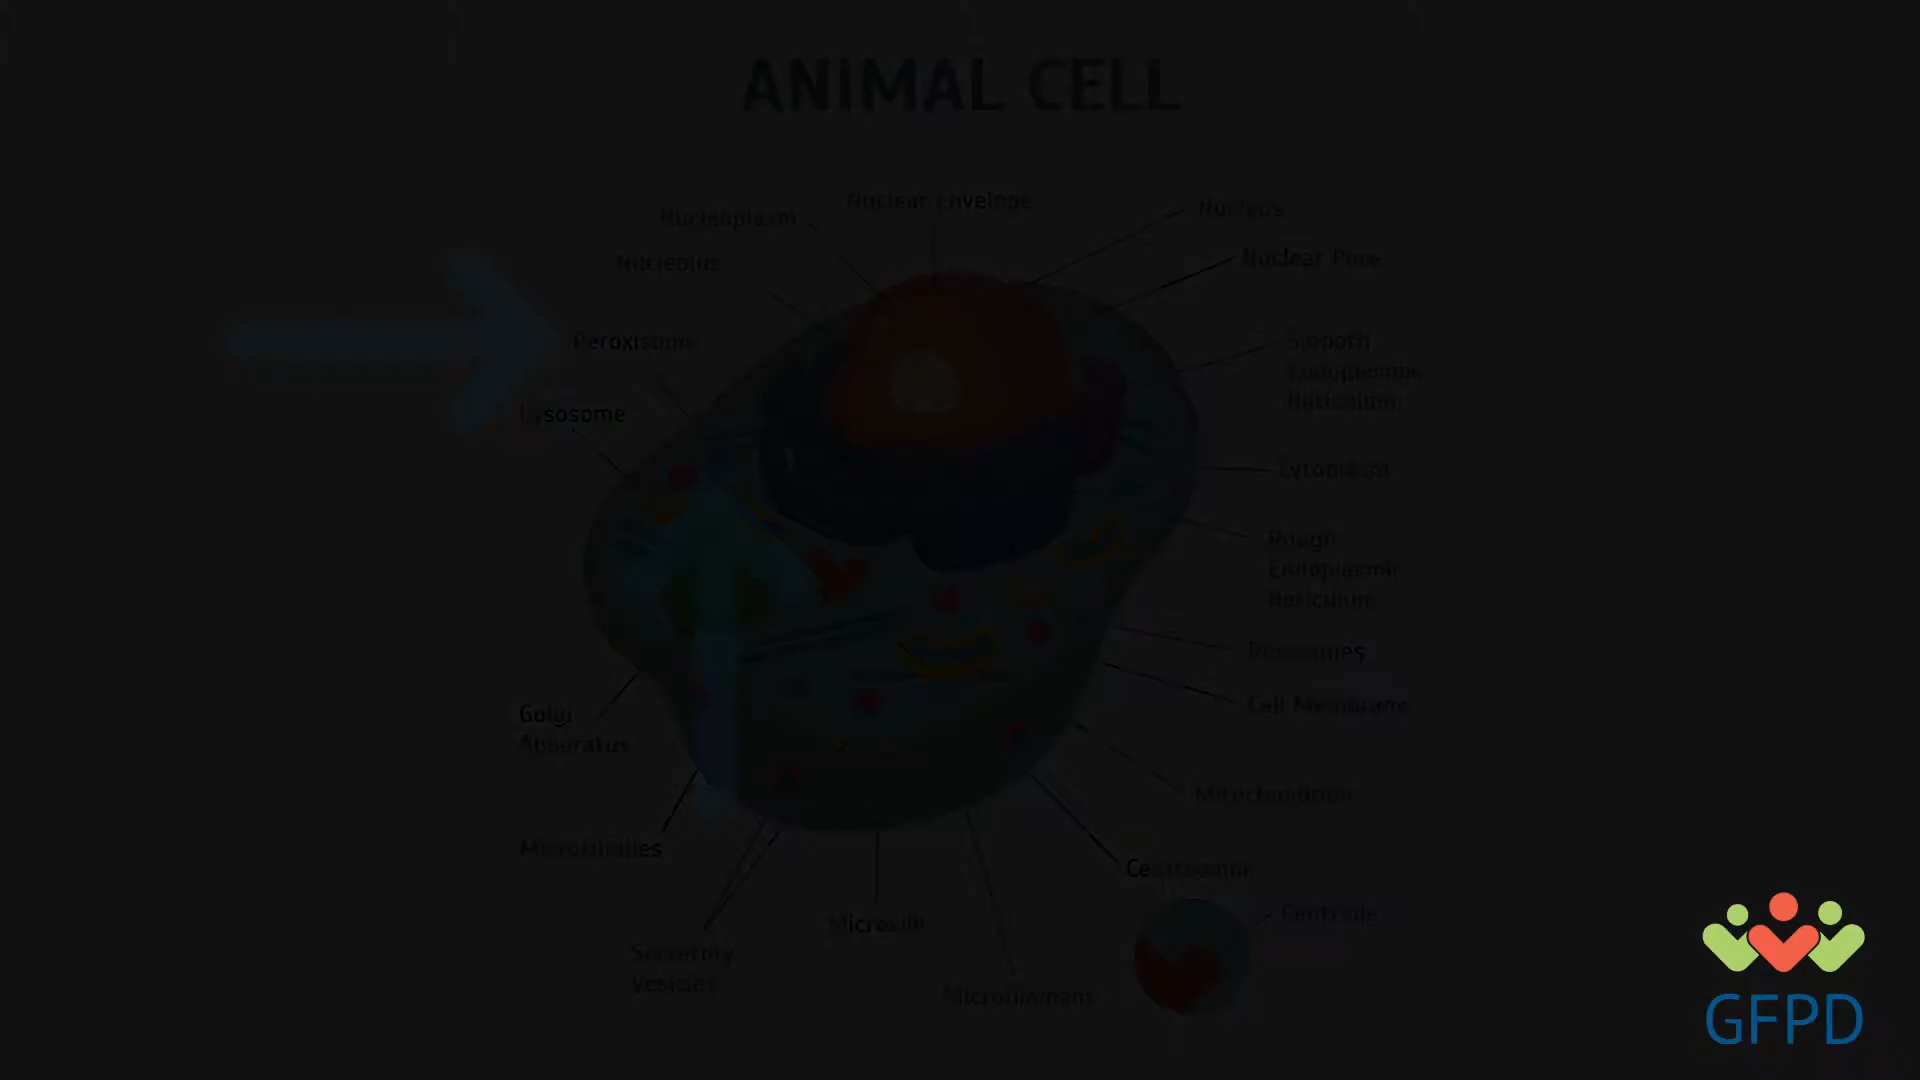 ANIMAL CELL
Nuclear Envelope
Nucleoplasm
Nucleus
Nucleolus
Nuclear Pore
Peroxisome
Smooth
Endoplasmic
Reticulum
Lysosome
Cytoplasm
Rough
Endoplasmic
Reticulum
Ribosomes
Cell Membrane
Golgi
Apparatus
Mitochondrion
Microtubules
Centrosome
Centriole
Microvilli
Secretory
Vesicles
Microfilament
GFPD